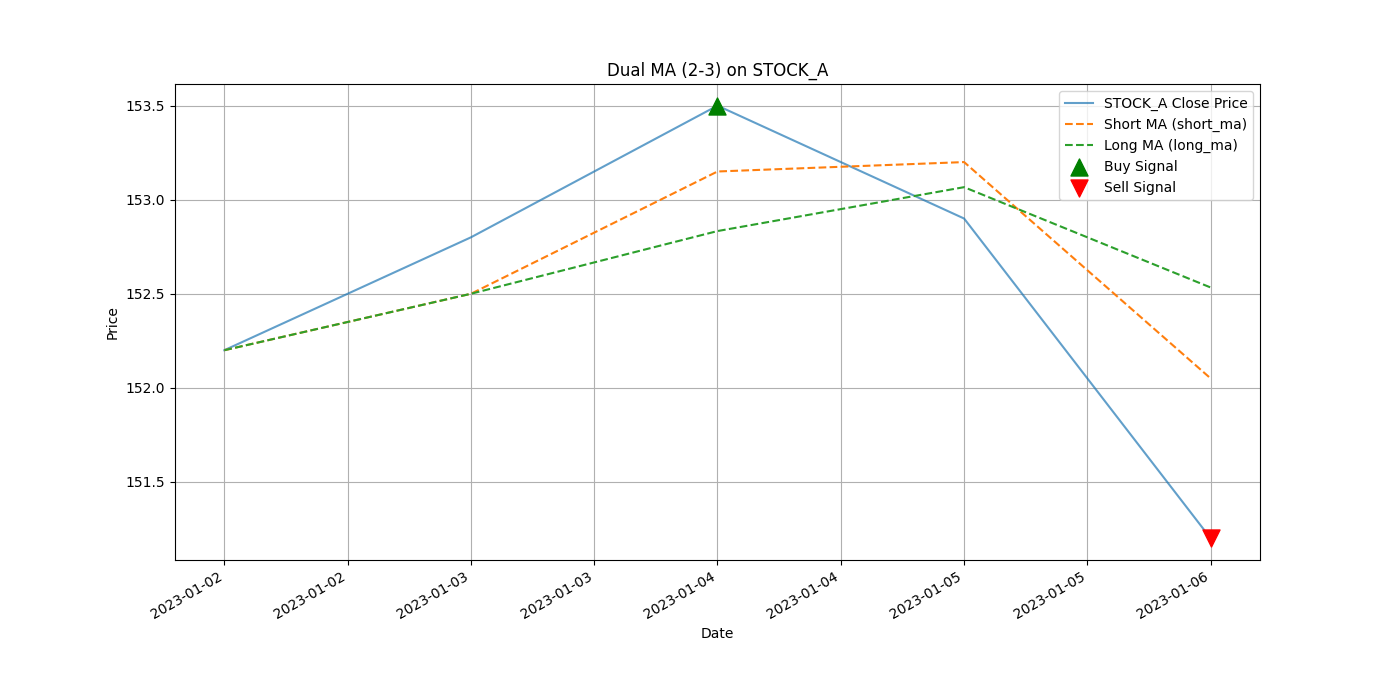 Dual MA (2-3) on STOCK_A
153.5
153.0
152.5
152.0
151.5
Price
STOCK_A Close Price
Short MA (short_ma)
Long MA (long_ma)
Buy Signal
Sell Signal
2023-01-02
2023-01-02
2023-01-03
2023-01-03
2023-01-04
2023-01-04
2023-01-05
2023-01-05
2023-01-06
Date